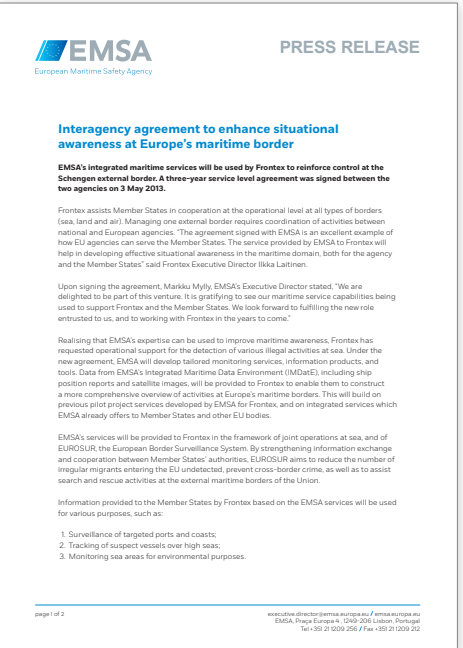 EMSA
European Maritime Safety Agency
PRESS RELEASE
Interagency agreement to enhance situational
awareness at Europe's maritime border
EMSA's integrated maritime services will be used by Frontex to reinforce control at the
Schengen external border. A three-year service level agreement was signed between the
two agencies on 3 May 2013.
Frontex assists Member States in cooperation at the operational level at all types of borders
(sea, land and air). Managing one external border requires coordination of activities between
national and European agencies. "The agreement signed with EMSA is an excellent example of
how EU agencies can serve the Member States. The service provided by EMSA to Frontex will
help in developing effective situational awareness in the maritime domain, both for the agency
and the Member States" said Frontex Executive Director Ilkka Laitinen.
Upon signing the agreement, Markku Mylly, EMSA's Executive Director stated, "We are
delighted to be part of this venture. It is gratifying to see our maritime service capabilities being
used to support Frontex and the Member States. We look forward to fulfilling the new role
entrusted to us, and to working with Frontex in the years to come."
Realising that EMSA's expertise can be used to improve maritime awareness, Frontex has
requested operational support for the detection of various illegal activities at sea. Under the
new agreement, EMSA will develop tailored monitoring services, information products, and
tools. Data from EMSA's Integrated Maritime Data Environment (IMDatE), including ship
position reports and satellite images, will be provided to Frontex to enable them to construct
a more comprehensive overview of activities at Europe's maritime borders. This will build on
previous pilot project services developed by EMSA for Frontex, and on integrated services which
EMSA already offers to Member States and other EU bodies.
EMSA's services will be provided to Frontex in the framework of joint operations at sea, and of
EUROSUR, the European Border Surveillance System. By strengthening information exchange
and cooperation between Member States' authorities, EUROSUR aims to reduce the number of
irregular migrants entering the EU undetected, prevent cross-border crime, as well as to assist
search and rescue activities at the external maritime borders of the Union.
Information provided to the Member States by Frontex based on the EMSA services will be used
for various purposes, such as:
1. Surveillance of targeted ports and coasts;
2. Tracking of suspect vessels over high seas;
3. Monitoring sea areas for environmental purposes.
page 1 of 2
executive.director@emsa.europa.eu / emsa.europa.eu
EMSA, Praça Europa 4, 1249-206 Lisbon, Portugal
Tel +351 21 1209 256 / Fax +351 21 1209 212